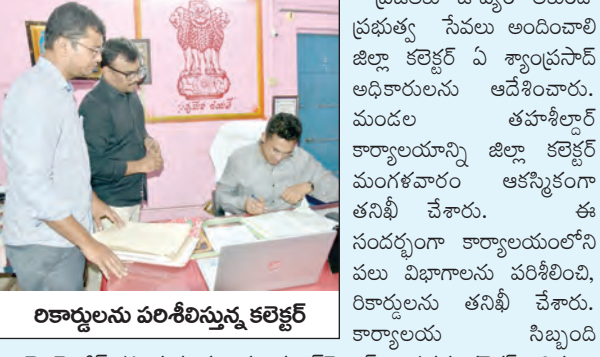 ప్రభుత్వ సేవలు అందించాలి
జిల్లా కలెక్టర్ ఏ శ్యాంప్రసాద్
అధికారులను ఆదేశించారు.
మండల తహశీల్దార్
కార్యాలయాన్ని జిల్లా కలెక్టర్
మంగళవారం ఆకస్మికంగా
తనిఖీ చేశారు. ఈ
సందర్భంగా కార్యాలయంలోని
పలు విభాగాలను పరిశీలించి,
రికార్డులను తనిఖీ చేశారు.
కార్యాలయ సిబ్బంది
రికార్డులను పరిశీలిస్తున్న కలెక్టర్